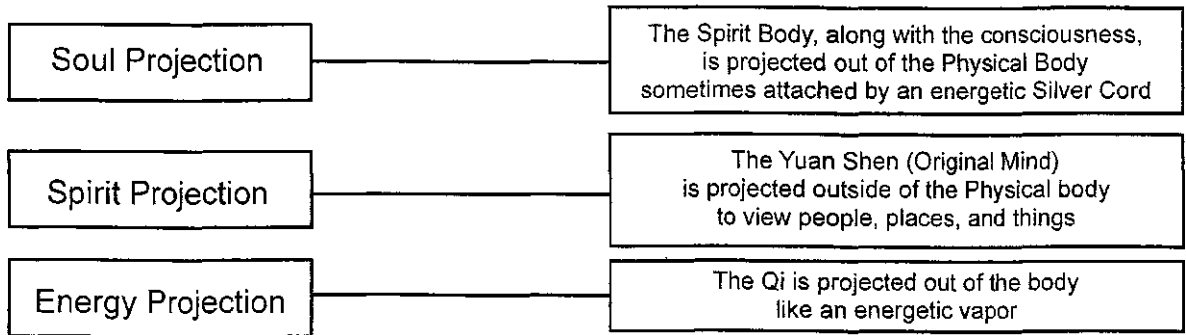 Soul Projection
The Spirit Body, along with the consciousness,
is projected out of the Physical Body
sometimes attached by an energetic Silver Cord
Spirit Projection
The Yuan Shen (Original Mind)
is projected outside of the Physical body
to view people, places, and things
Energy Projection
The Qi is projected out of the body
like an energetic vapor